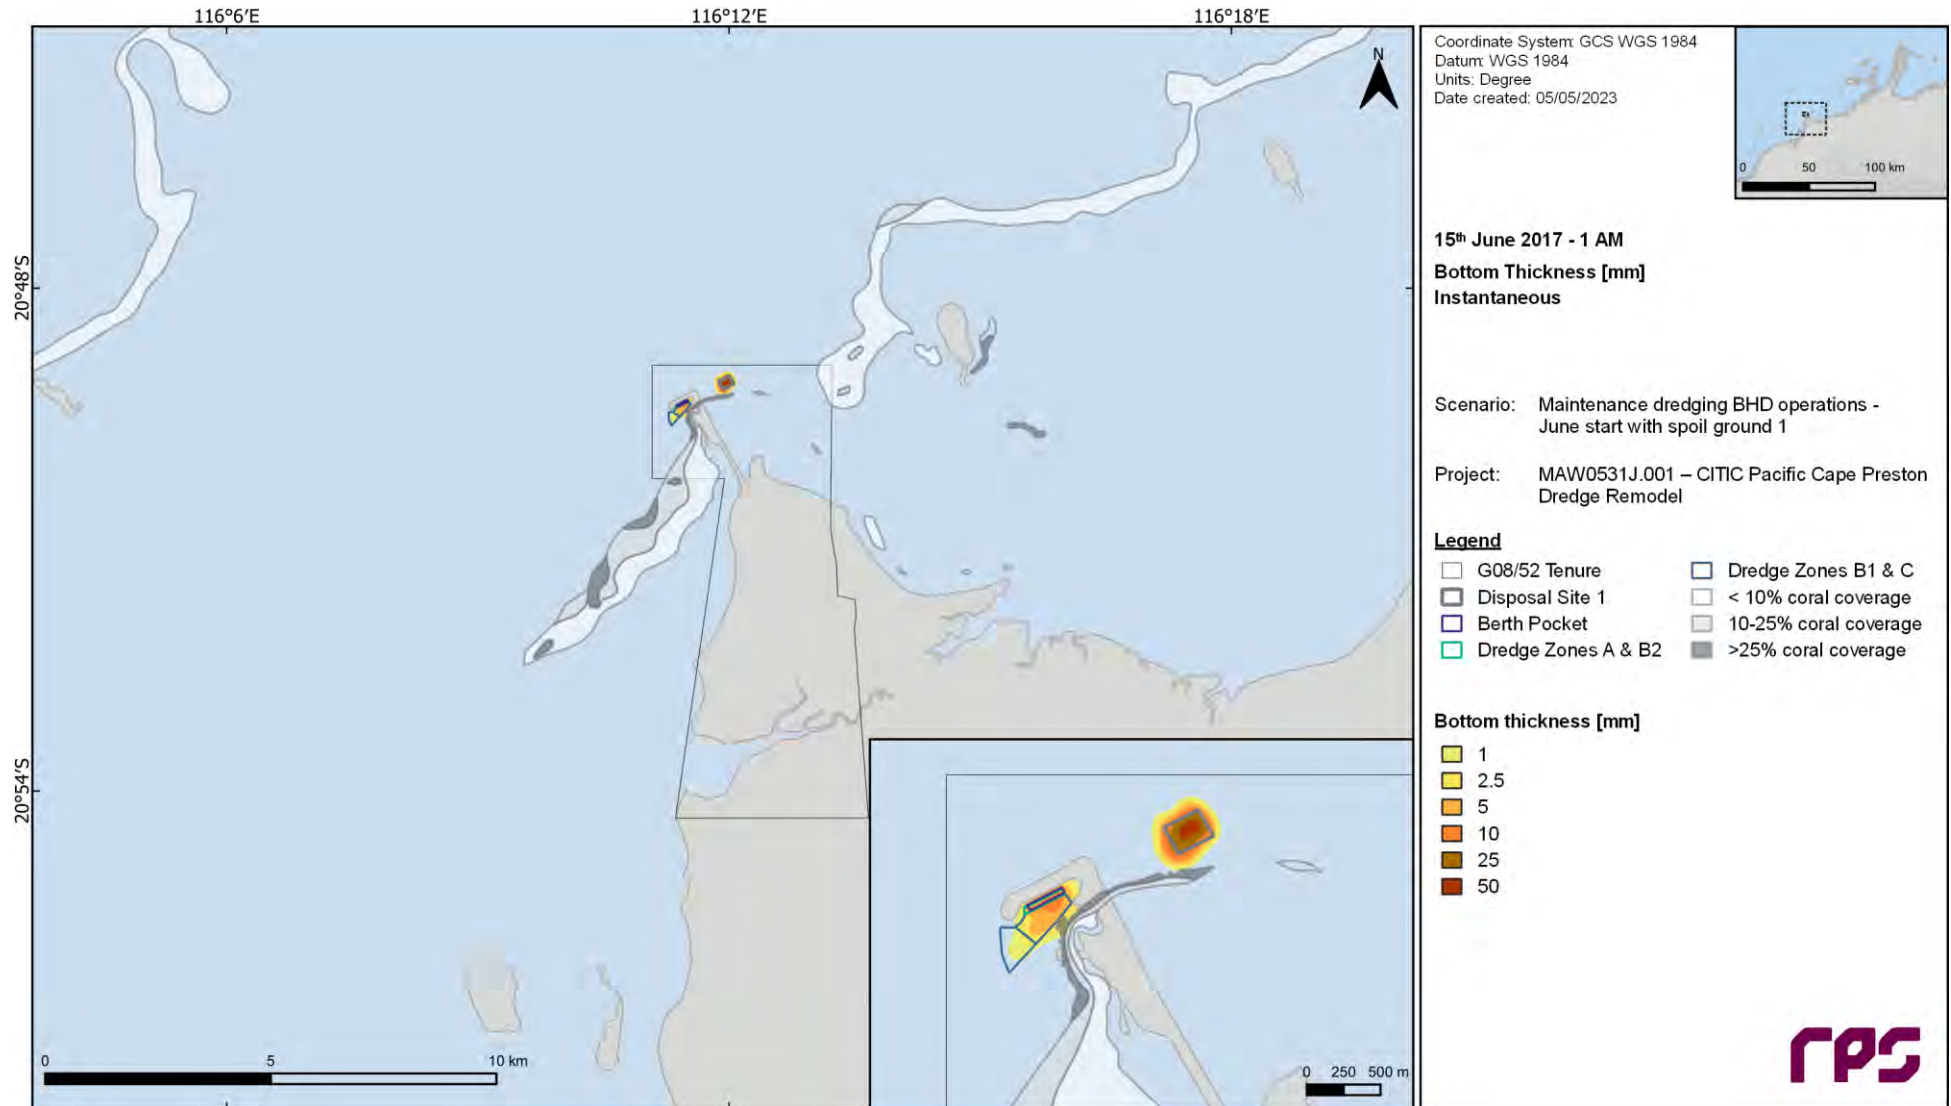 116°6'E
116°12'E
116°18'E
20°48'S
20°54'S
N
0 5 10 km
0 250 500 m
Coordinate System: GCS WGS 1984
Datum: WGS 1984
Units: Degree
Date created: 05/05/2023
0 50 100 km
15th June 2017 - 1 AM
Bottom Thickness [mm]
Instantaneous
Scenario: Maintenance dredging BHD operations -
June start with spoil ground 1
Project: MAW0531J.001 – CITIC Pacific Cape Preston
Dredge Remodel
Legend
G08/52 Tenure
Disposal Site 1
Berth Pocket
Dredge Zones A & B2
Dredge Zones B1 & C
< 10% coral coverage
10-25% coral coverage
>25% coral coverage
Bottom thickness [mm]
1
2.5
5
10
25
50
rps